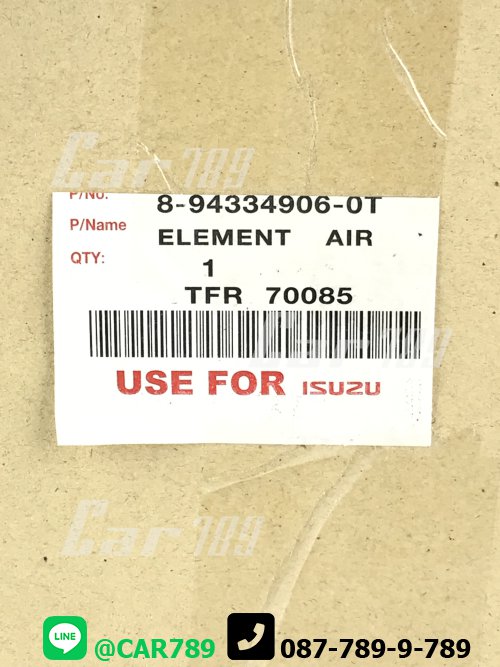 Car789
P/No. 8-94334906-0T
P/Name ELEMENT AIR
QTY: 1
TFR 70085
Car789
USE FOR ISUZU
Car789
LINE @CAR789 087-789-9-789